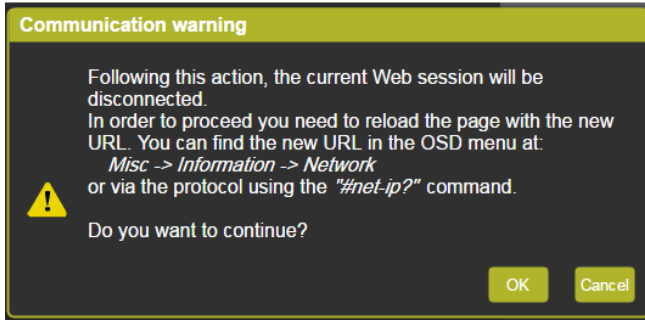 Communication warning
Following this action, the current Web session will be
disconnected.
In order to proceed you need to reload the page with the new
URL. You can find the new URL in the OSD menu at:
Misc -> Information -> Network
or via the protocol using the "#net-ip?" command.
Do you want to continue?
OK Cancel